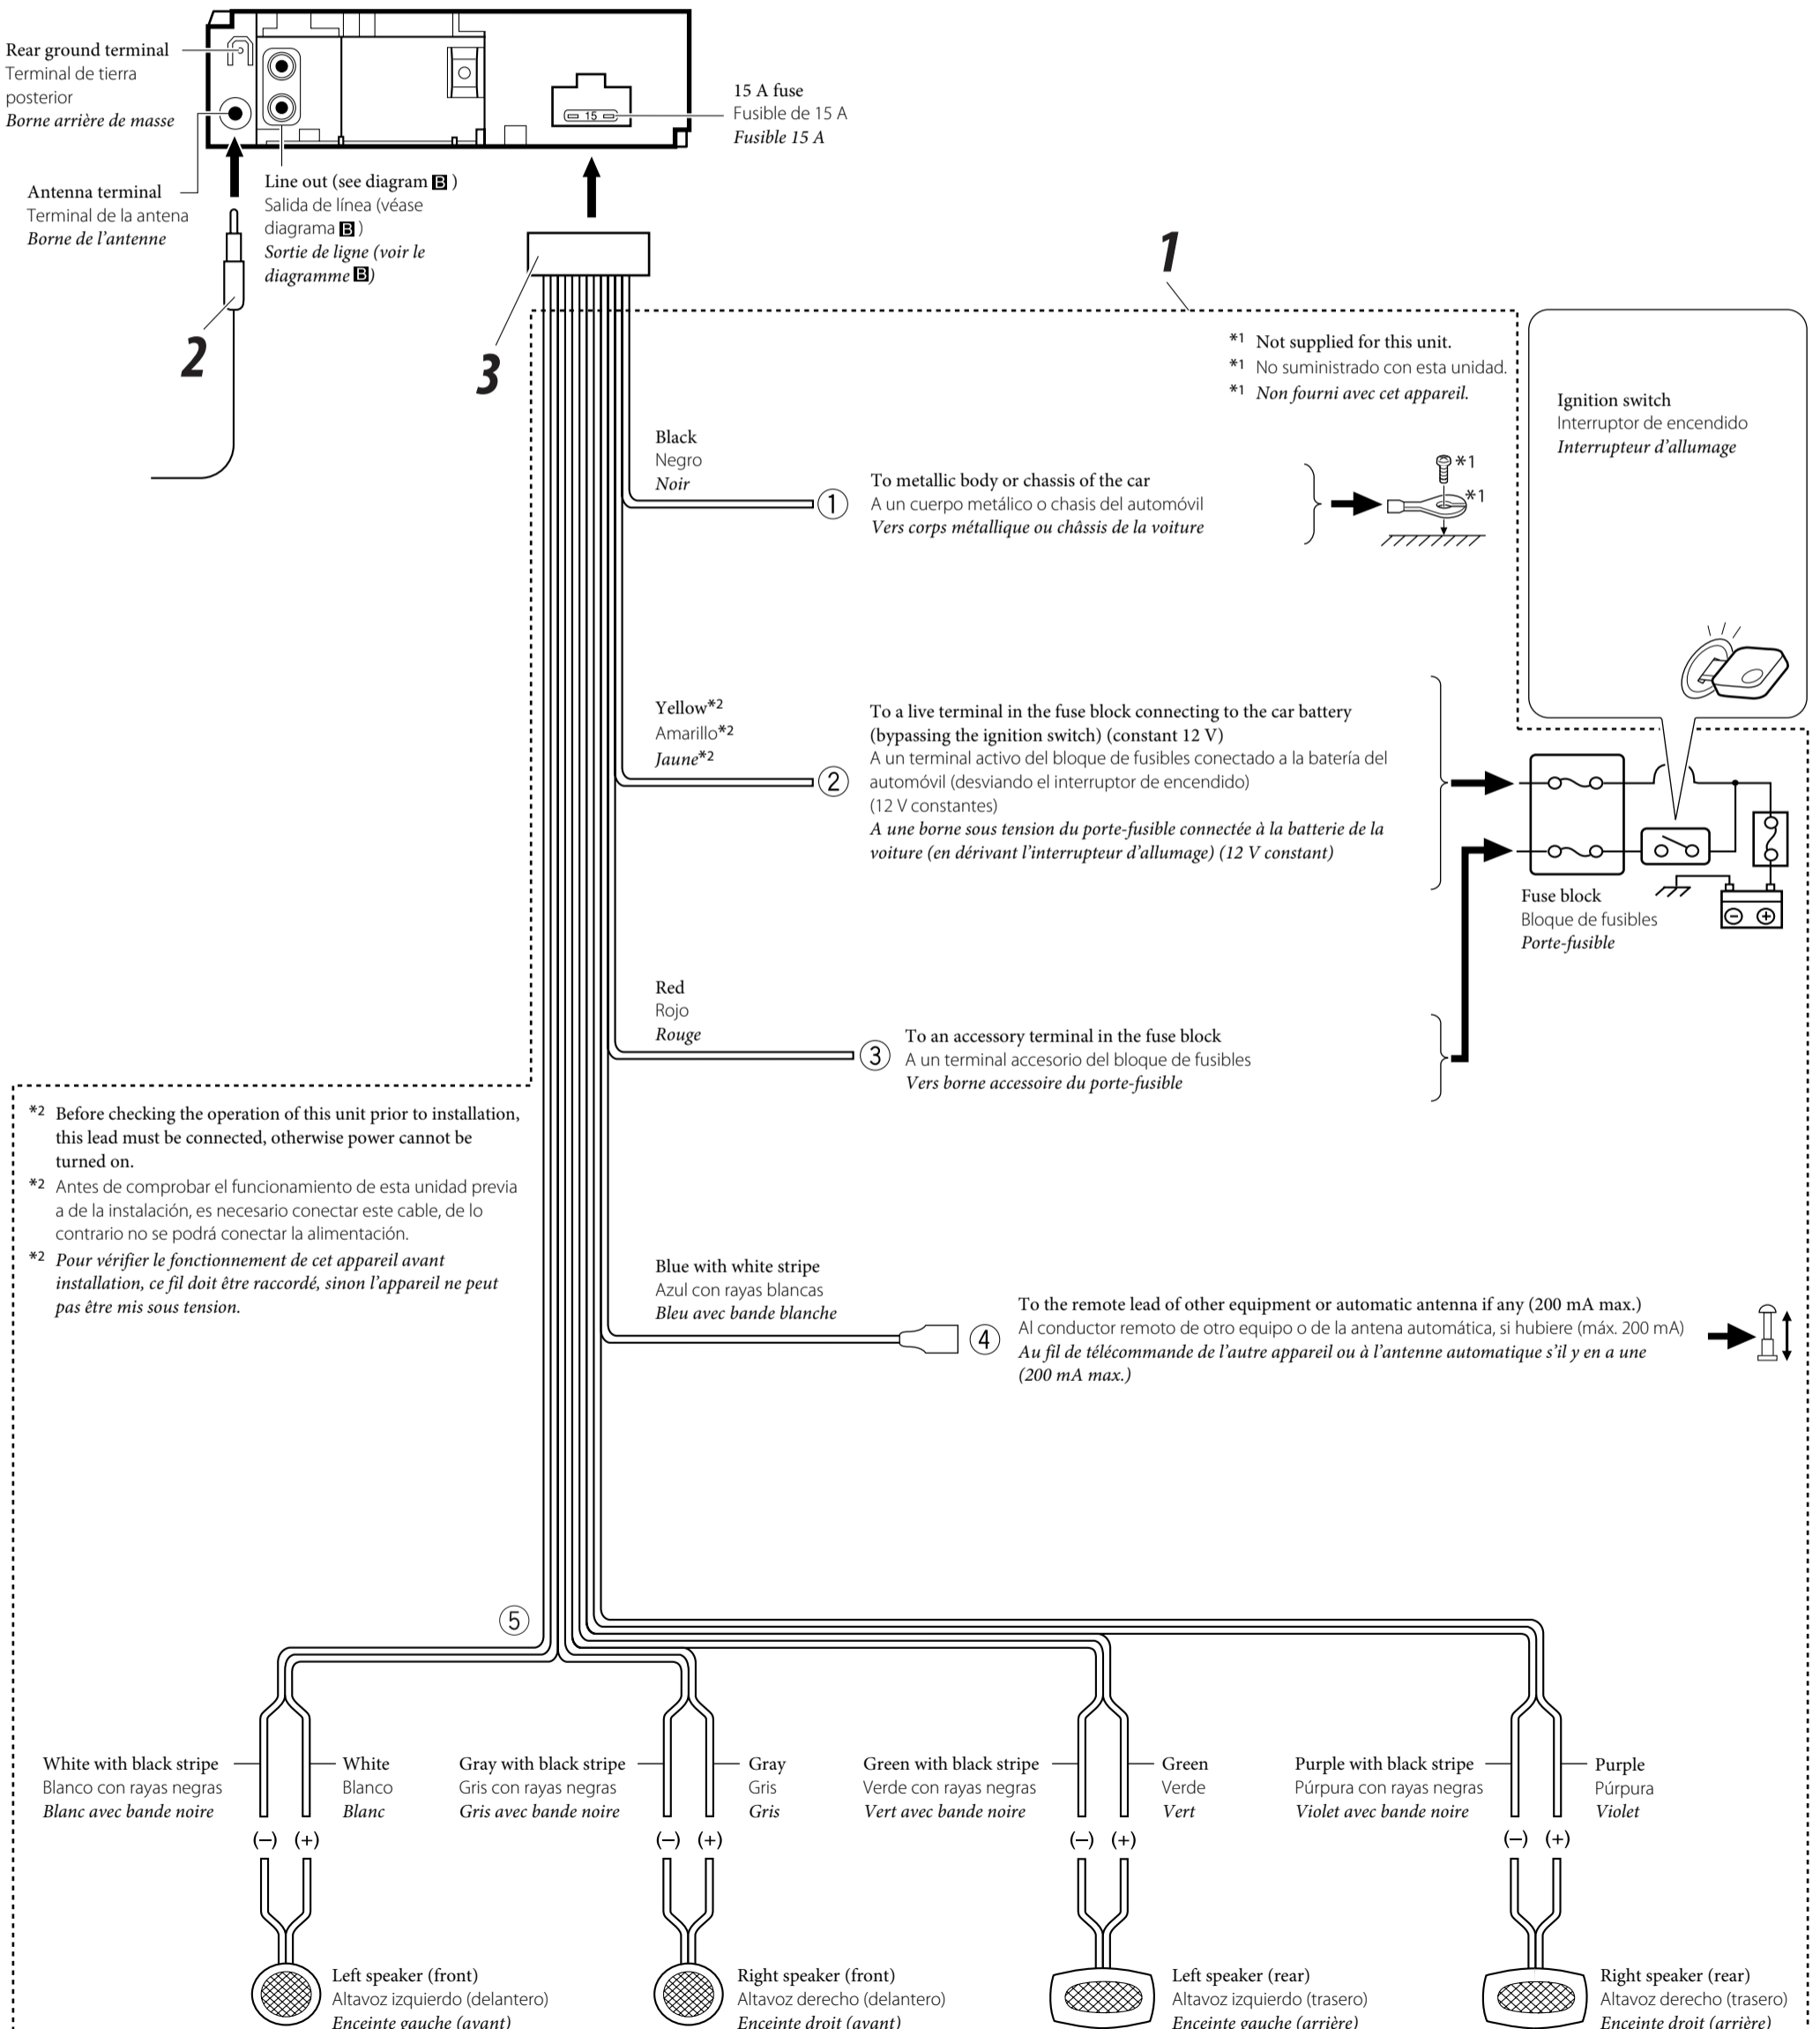 Rear ground terminal
Terminal de tierra
posterior
Borne arrière de masse
Antenna terminal
Terminal de la antena
Borne de l'antenne
Line out (see diagram B )
Salida de línea (véase
diagrama B )
Sortie de ligne (voir le
diagramme B)
15
15 A fuse
Fusible de 15 A
Fusible 15 A
2
3
1
*1 Not supplied for this unit.
*1 No suministrado con esta unidad.
*1 Non fourni avec cet appareil.
Ignition switch
Interruptor de encendido
Interrupteur d'allumage
Black
Negro
Noir
①
To metallic body or chassis of the car
A un cuerpo metálico o chasis del automóvil
Vers corps métallique ou châssis de la voiture
*1
*1
Yellow*2
Amarillo*2
Jaune*2
②
To a live terminal in the fuse block connecting to the car battery
(bypassing the ignition switch) (constant 12 V)
A un terminal activo del bloque de fusibles conectado a la batería del
automóvil (desviando el interruptor de encendido)
(12 V constantes)
A une borne sous tension du porte-fusible connectée à la batterie de la
voiture (en dérivant l'interrupteur d'allumage) (12 V constant)
Fuse block
Bloque de fusibles
Porte-fusible
Red
Rojo
Rouge
③
To an accessory terminal in the fuse block
A un terminal accesorio del bloque de fusibles
Vers borne accessoire du porte-fusible
*2 Before checking the operation of this unit prior to installation,
this lead must be connected, otherwise power cannot be
turned on.
*2 Antes de comprobar el funcionamiento de esta unidad previa
a de la instalación, es necesario conectar este cable, de lo
contrario no se podrá conectar la alimentación.
*2 Pour vérifier le fonctionnement de cet appareil avant
installation, ce fil doit être raccordé, sinon l'appareil ne peut
pas être mis sous tension.
Blue with white stripe
Azul con rayas blancas
Bleu avec bande blanche
④
To the remote lead of other equipment or automatic antenna if any (200 mA max.)
Al conductor remoto de otro equipo o de la antena automática, si hubiere (máx. 200 mA)
Au fil de télécommande de l'autre appareil ou à l'antenne automatique s'il y en a une
(200 mA max.)
⑤
White with black stripe
Blanco con rayas negras
Blanc avec bande noire
White
Blanco
Blanc
Gray with black stripe
Gris con rayas negras
Gris avec bande noire
Gray
Gris
Gris
Green with black stripe
Verde con rayas negras
Vert avec bande noire
Green
Verde
Vert
Purple with black stripe
Púrpura con rayas negras
Violet avec bande noire
Purple
Púrpura
Violet
(−) (+)
(−) (+)
(−) (+)
(−) (+)
Left speaker (front)
Altavoz izquierdo (delantero)
Enceinte gauche (avant)
Right speaker (front)
Altavoz derecho (delantero)
Enceinte droit (avant)
Left speaker (rear)
Altavoz izquierdo (trasero)
Enceinte gauche (arrière)
Right speaker (rear)
Altavoz derecho (trasero)
Enceinte droit (arrière)